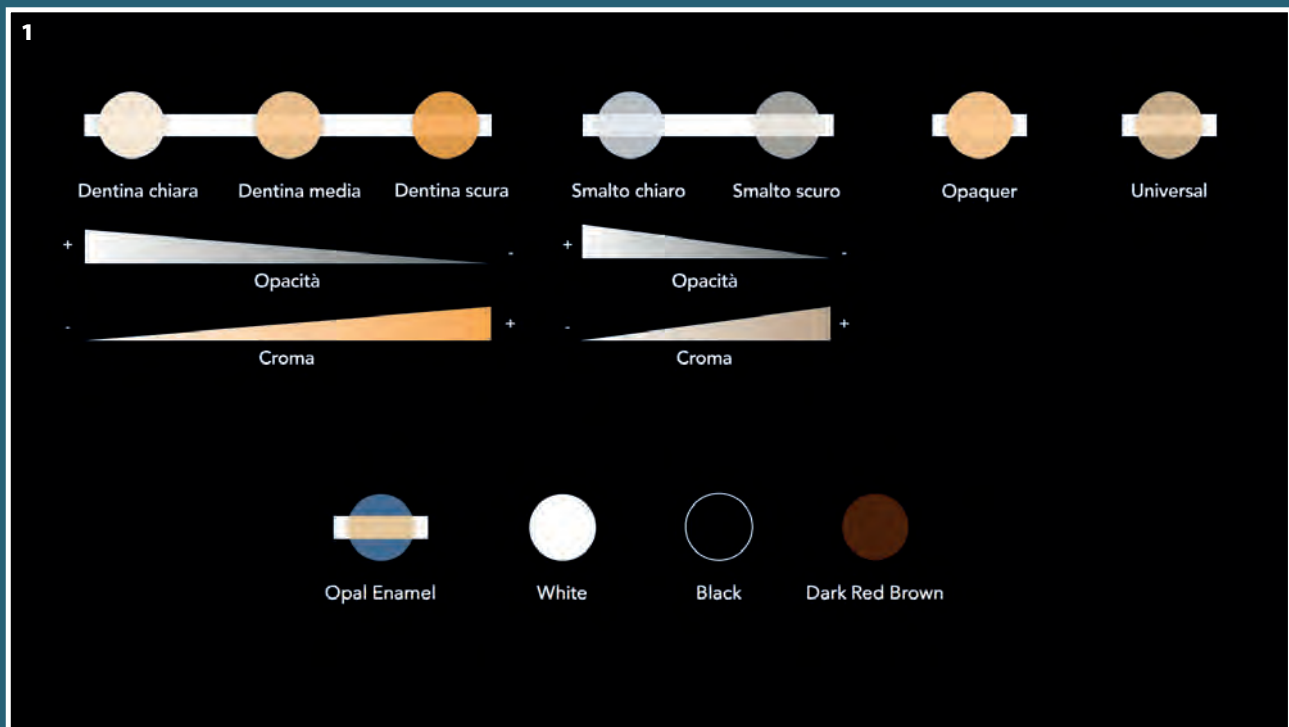 1
Dentina chiara Dentina media Dentina scura Smalto chiaro Smalto scuro Opaquer Universal
+ - + -
Opacità Opacità
- + - +
Croma Croma
Opal Enamel White Black Dark Red Brown